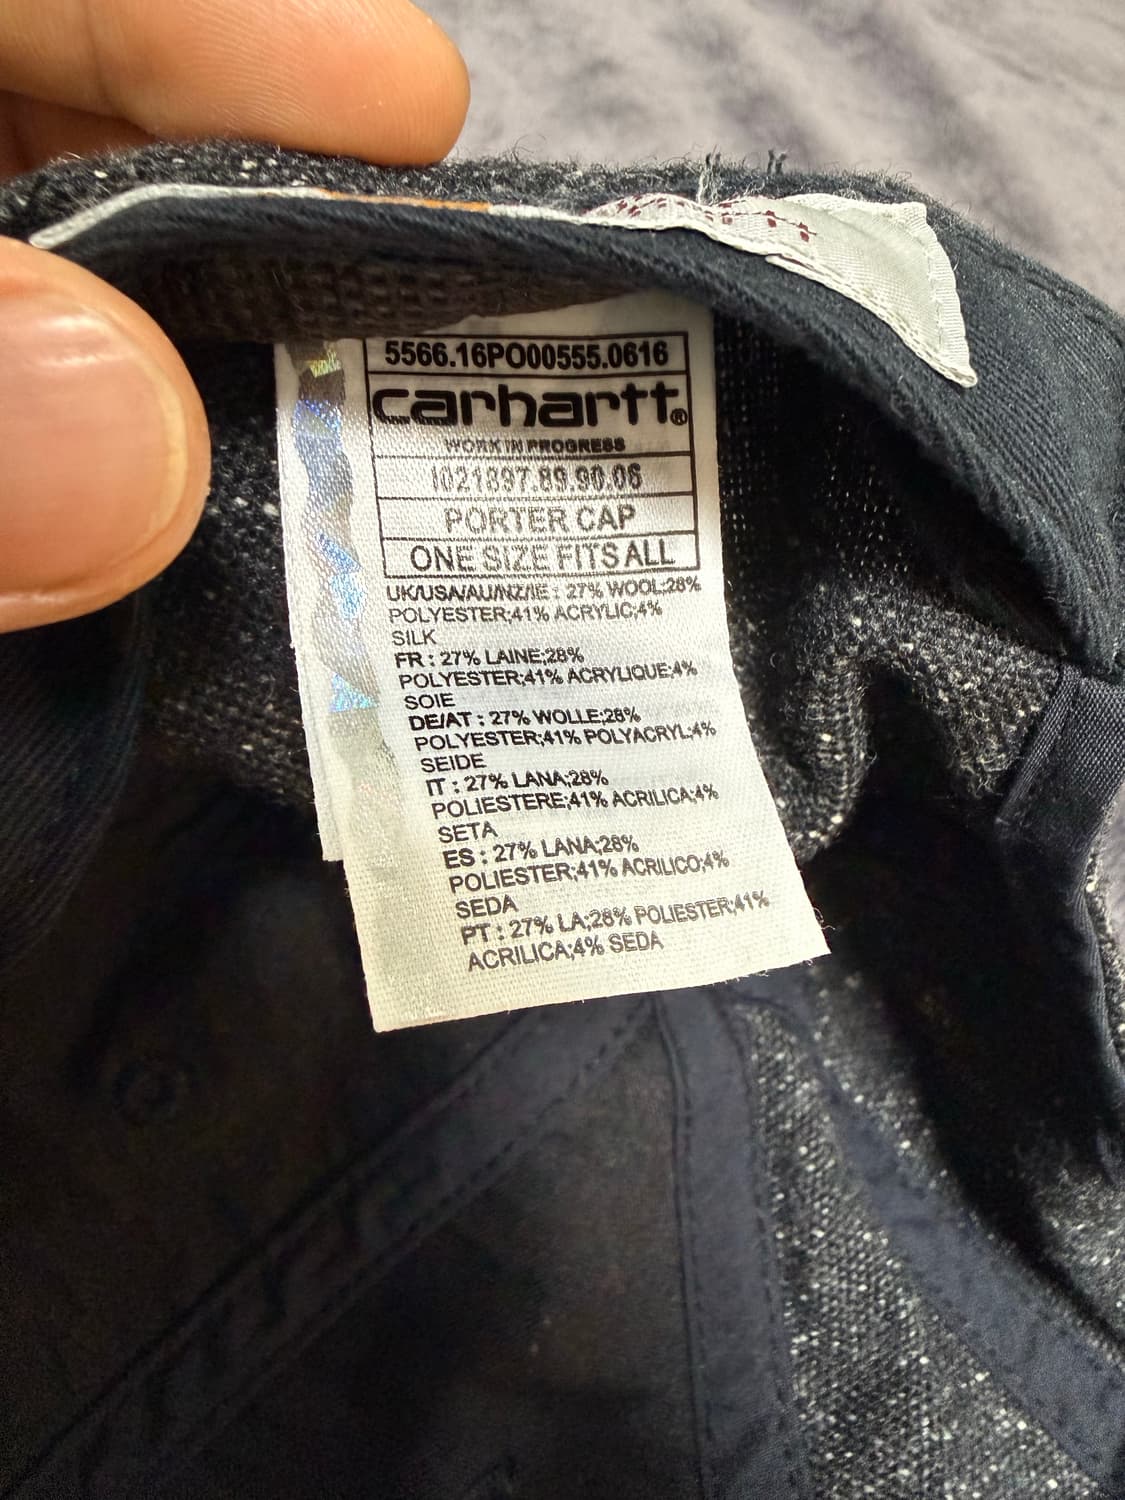 5566.16PO00555.0616
carhartt®
WORK IN PROGRESS
I021897.89.90.06
PORTER CAP
ONE SIZE FITS ALL
UK/USA/AU/NZ/IE : 27% WOOL;28%
POLYESTER;41% ACRYLIC;4%
SILK
FR : 27% LAINE;28%
POLYESTER;41% ACRYLIQUE;4%
SOIE
DE/AT : 27% WOLLE;28%
POLYESTER;41% POLYACRYL;4%
SEIDE
IT : 27% LANA;28%
POLIESTERE;41% ACRILICA;4%
SETA
ES : 27% LANA;28%
POLIESTER;41% ACRILICO;4%
SEDA
PT : 27% LA;28% POLIESTER;41%
ACRILICA;4% SEDA